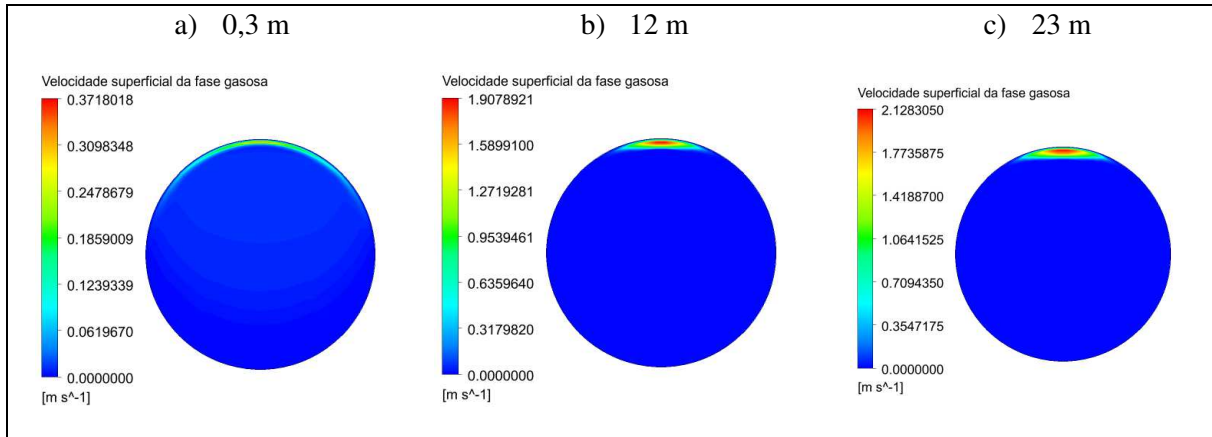 a) 0,3 m
Velocidade superficial da fase gasosa
0.3718018
0.3098348
0.2478679
0.1859009
0.1239339
0.0619670
0.0000000
[m s^-1]
b) 12 m
Velocidade superficial da fase gasosa
1.9078921
1.5899100
1.2719281
0.9539461
0.6359640
0.3179820
0.0000000
[m s^-1]
c) 23 m
Velocidade superficial da fase gasosa
2.1283050
1.7735875
1.4188700
1.0641525
0.7094350
0.3547175
0.0000000
[m s^-1]